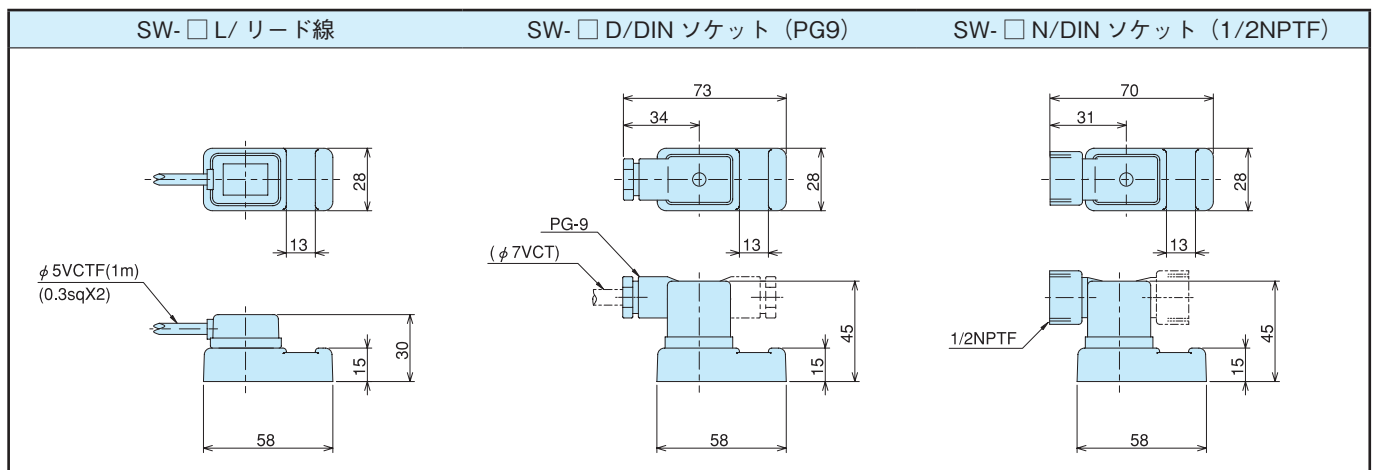 SW- □ L/ リード線
SW- □ D/DIN ソケット（PG9）
SW- □ N/DIN ソケット（1/2NPTF）
28
13
φ5VCTF(1m)
(0.3sqX2)
30
15
58
73
34
28
13
PG-9
(φ7VCT)
45
15
58
70
31
28
13
1/2NPTF
45
15
58